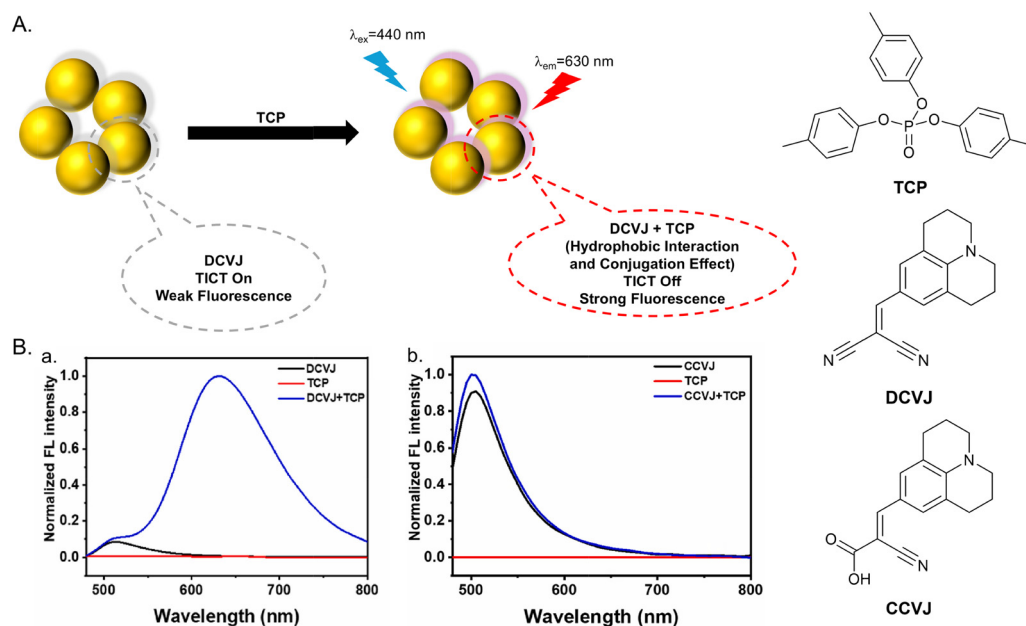 A.
λex=440 nm
λem=630 nm
TCP
DCVJ
TICT On
Weak Fluorescence
DCVJ + TCP
(Hydrophobic Interaction
and Conjugation Effect)
TICT Off
Strong Fluorescence
O
O
P
O
O
TCP
N
N
N
DCVJ
N
O
OH
N
CCVJ
B.
a.
Normalized FL intensity
1.0
0.8
0.6
0.4
0.2
0.0
DCVJ
TCP
DCVJ+TCP
500
600
700
800
Wavelength (nm)
b.
Normalized FL intensity
1.0
0.8
0.6
0.4
0.2
0.0
CCVJ
TCP
CCVJ+TCP
500
600
700
800
Wavelength (nm)